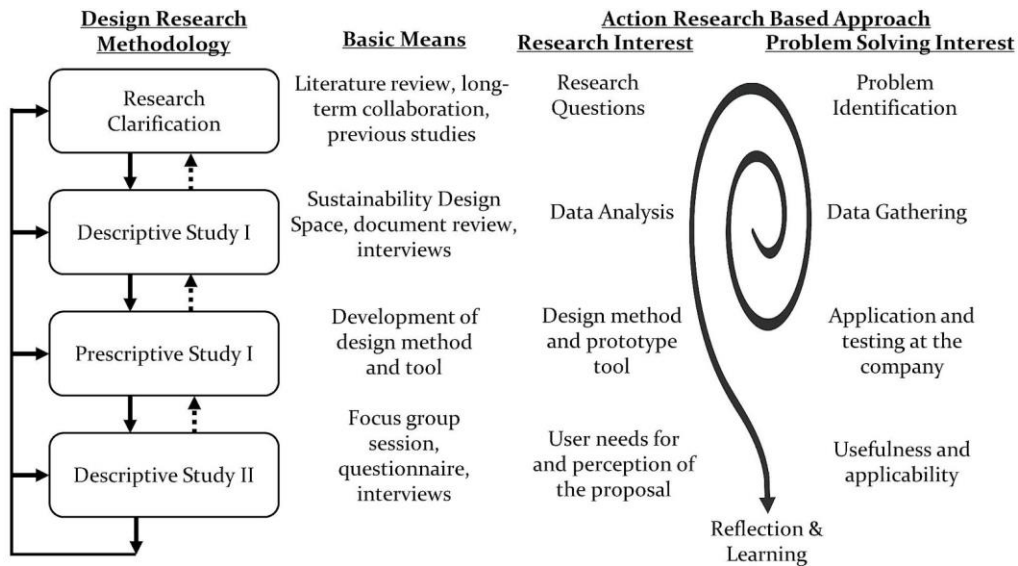 Design Research
Methodology
Basic Means
Action Research Based Approach
Research Interest
Problem Solving Interest
Research
Clarification
Literature review, long-
term collaboration,
previous studies
Research
Questions
Problem
Identification
Descriptive Study I
Sustainability Design
Space, document review,
interviews
Data Analysis
Data Gathering
Prescriptive Study I
Development of
design method
and tool
Design method
and prototype
tool
Application and
testing at the
company
Descriptive Study II
Focus group
session,
questionnaire,
interviews
User needs for
and perception of
the proposal
Usefulness and
applicability
Reflection &
Learning